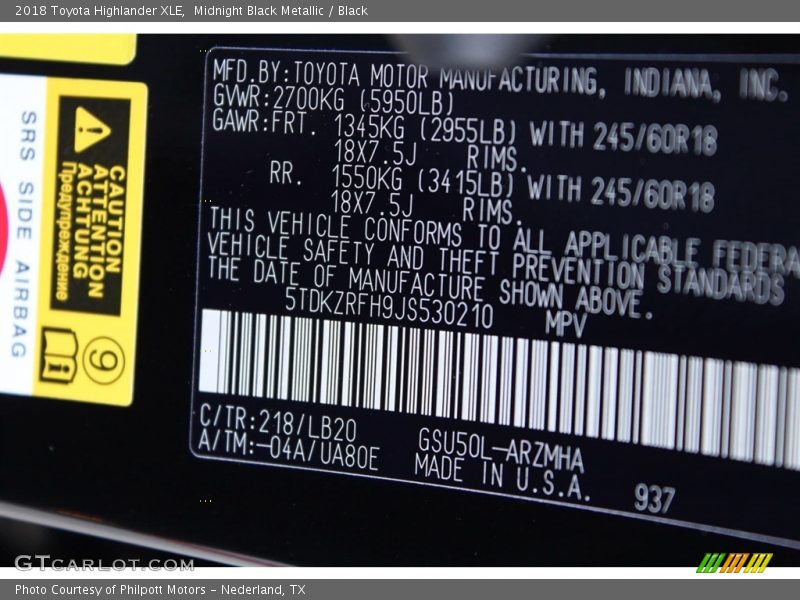 2018 Toyota Highlander XLE,  Midnight Black Metallic / Black
MFD.BY:TOYOTA MOTOR MANUFACTURING, INDIANA, INC.
GVWR:2700KG (5950LB)
GAWR:FRT. 1345KG (2955LB) WITH 245/60R18
18X7.5J RIMS.
RR. 1550KG (3415LB) WITH 245/60R18
18X7.5J RIMS.
THIS VEHICLE CONFORMS TO ALL APPLICABLE FEDERA
VEHICLE SAFETY AND THEFT PREVENTION STANDARDS
THE DATE OF MANUFACTURE SHOWN ABOVE.
5TDKZRFH9JS530210 MPV
C/TR:218/LB20
A/TM:-04A/UA80E
GSU50L-ARZMHA
MADE IN U.S.A.
937
CAUTION
ATTENTION
ACHTUNG
Предупреждение
9
SRS SIDE AIRBAG
GTCARLOT.COM
Photo Courtesy of Philpott Motors - Nederland, TX